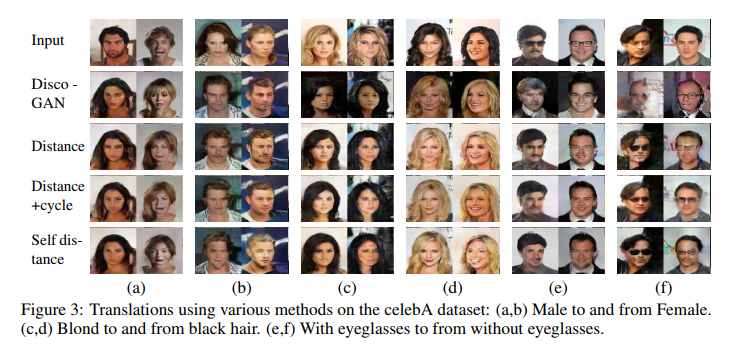 Input
Disco -
GAN
Distance
Distance
+cycle
Self dis-
tance
(a) (b) (c) (d) (e) (f)
Figure 3: Translations using various methods on the celebA dataset: (a,b) Male to and from Female.
(c,d) Blond to and from black hair. (e,f) With eyeglasses to from without eyeglasses.